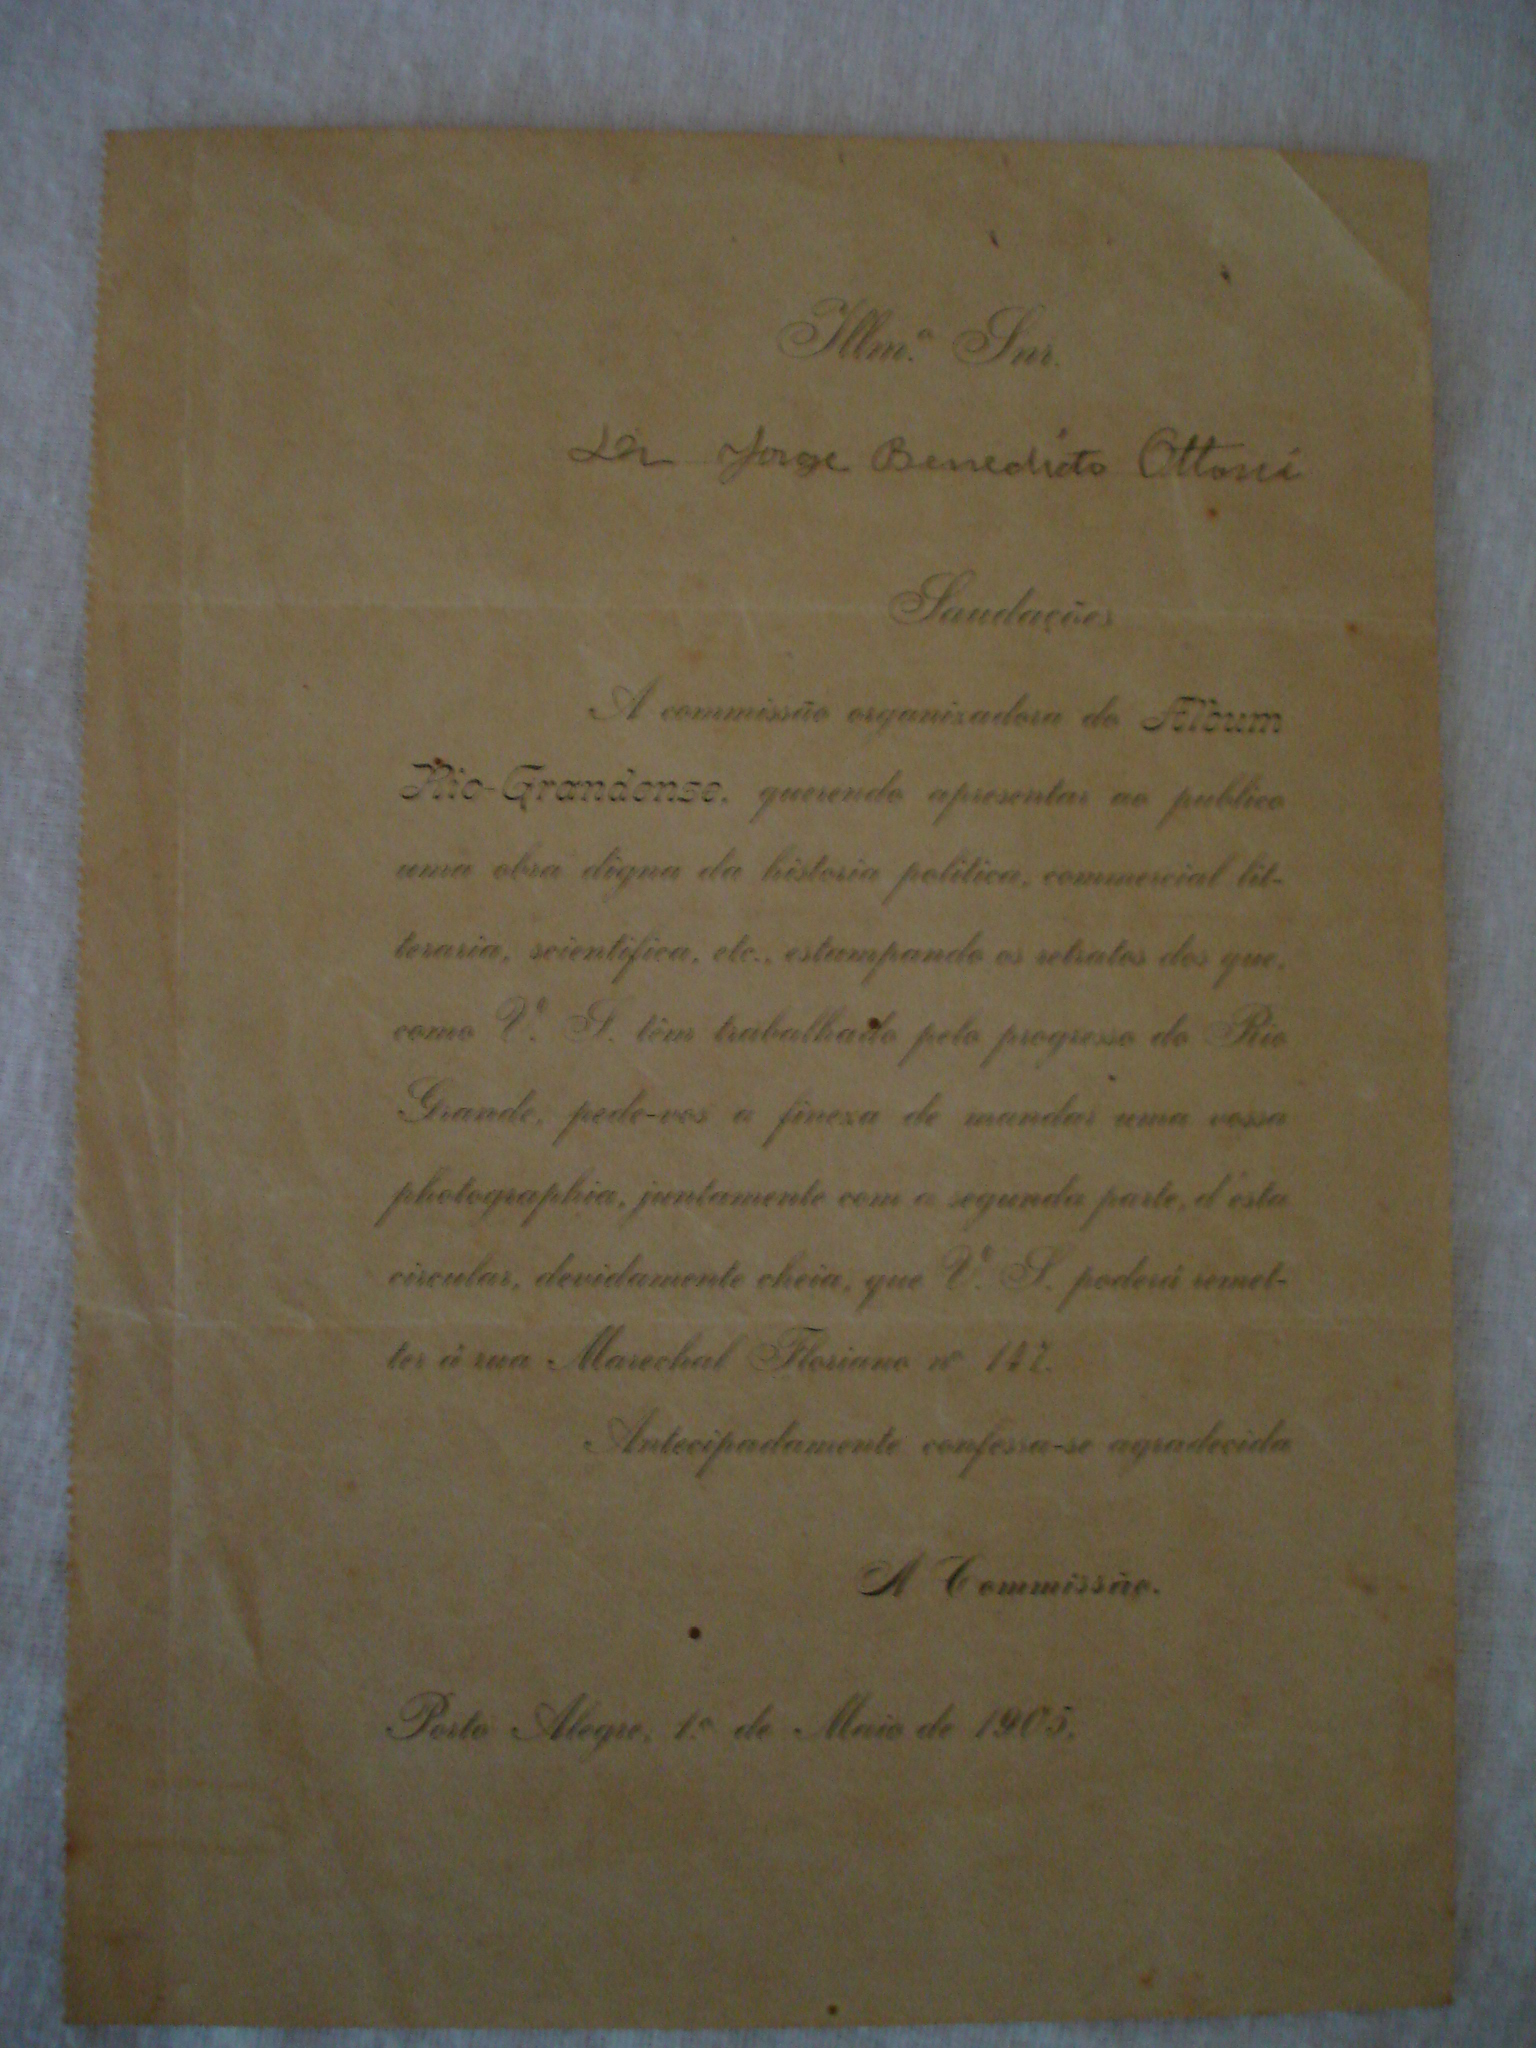 Illm.º Snr.
Dr Jorge Benedicto Ottoni
Saudações
A commissão organizadora do Album
Rio-Grandense, querendo apresentar ao publico
uma obra digna da historia politica, commercial lit-
teraria, scientifica, etc., estampando os retratos dos que,
como V.ª S. têm trabalhado pelo progresso do Rio
Grande, pede-vos a fineza de mandar uma vossa
photographia, juntamente com a segunda parte, d'esta
circular, devidamente cheia, que V.ª S. poderá remet-
ter á rua Marechal Floriano nº 147.
Antecipadamente confessa-se agradecida
A Commissão.
Porto Alegre, 1.º de Maio de 1905.